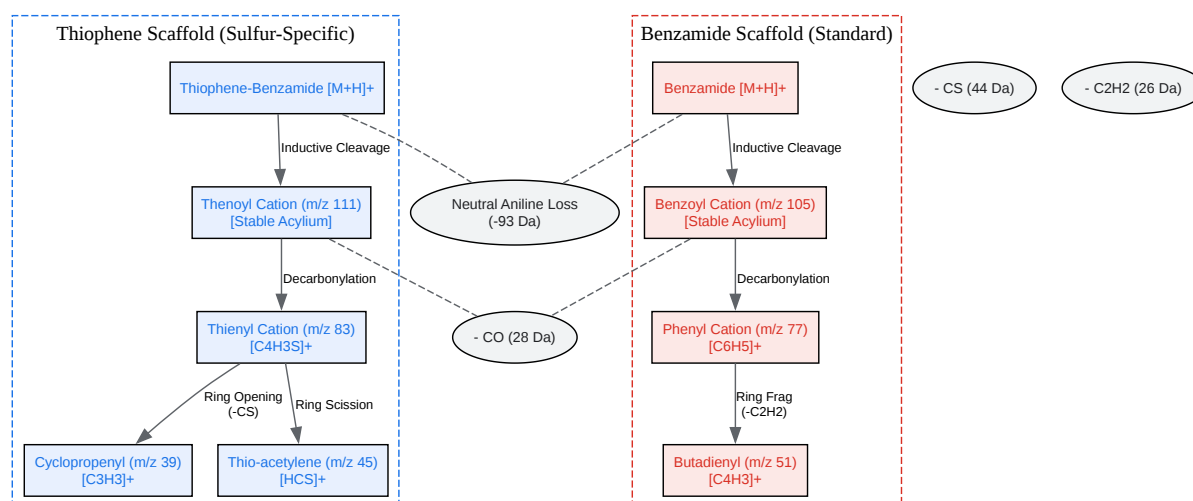 Thiophene Scaffold (Sulfur-Specific)
Benzamide Scaffold (Standard)
Thiophene-Benzamide [M+H]+
Benzamide [M+H]+
- CS (44 Da)
- C2H2 (26 Da)
Inductive Cleavage
Inductive Cleavage
Thenoyl Cation (m/z 111)
[Stable Acylium]
Neutral Aniline Loss
(-93 Da)
Benzoyl Cation (m/z 105)
[Stable Acylium]
Decarbonylation
Decarbonylation
Thienyl Cation (m/z 83)
[C4H3S]+
- CO (28 Da)
Phenyl Cation (m/z 77)
[C6H5]+
Ring Opening
(-CS)
Ring Scission
Ring Frag
(-C2H2)
Cyclopropenyl (m/z 39)
[C3H3]+
Thio-acetylene (m/z 45)
[HCS]+
Butadienyl (m/z 51)
[C4H3]+